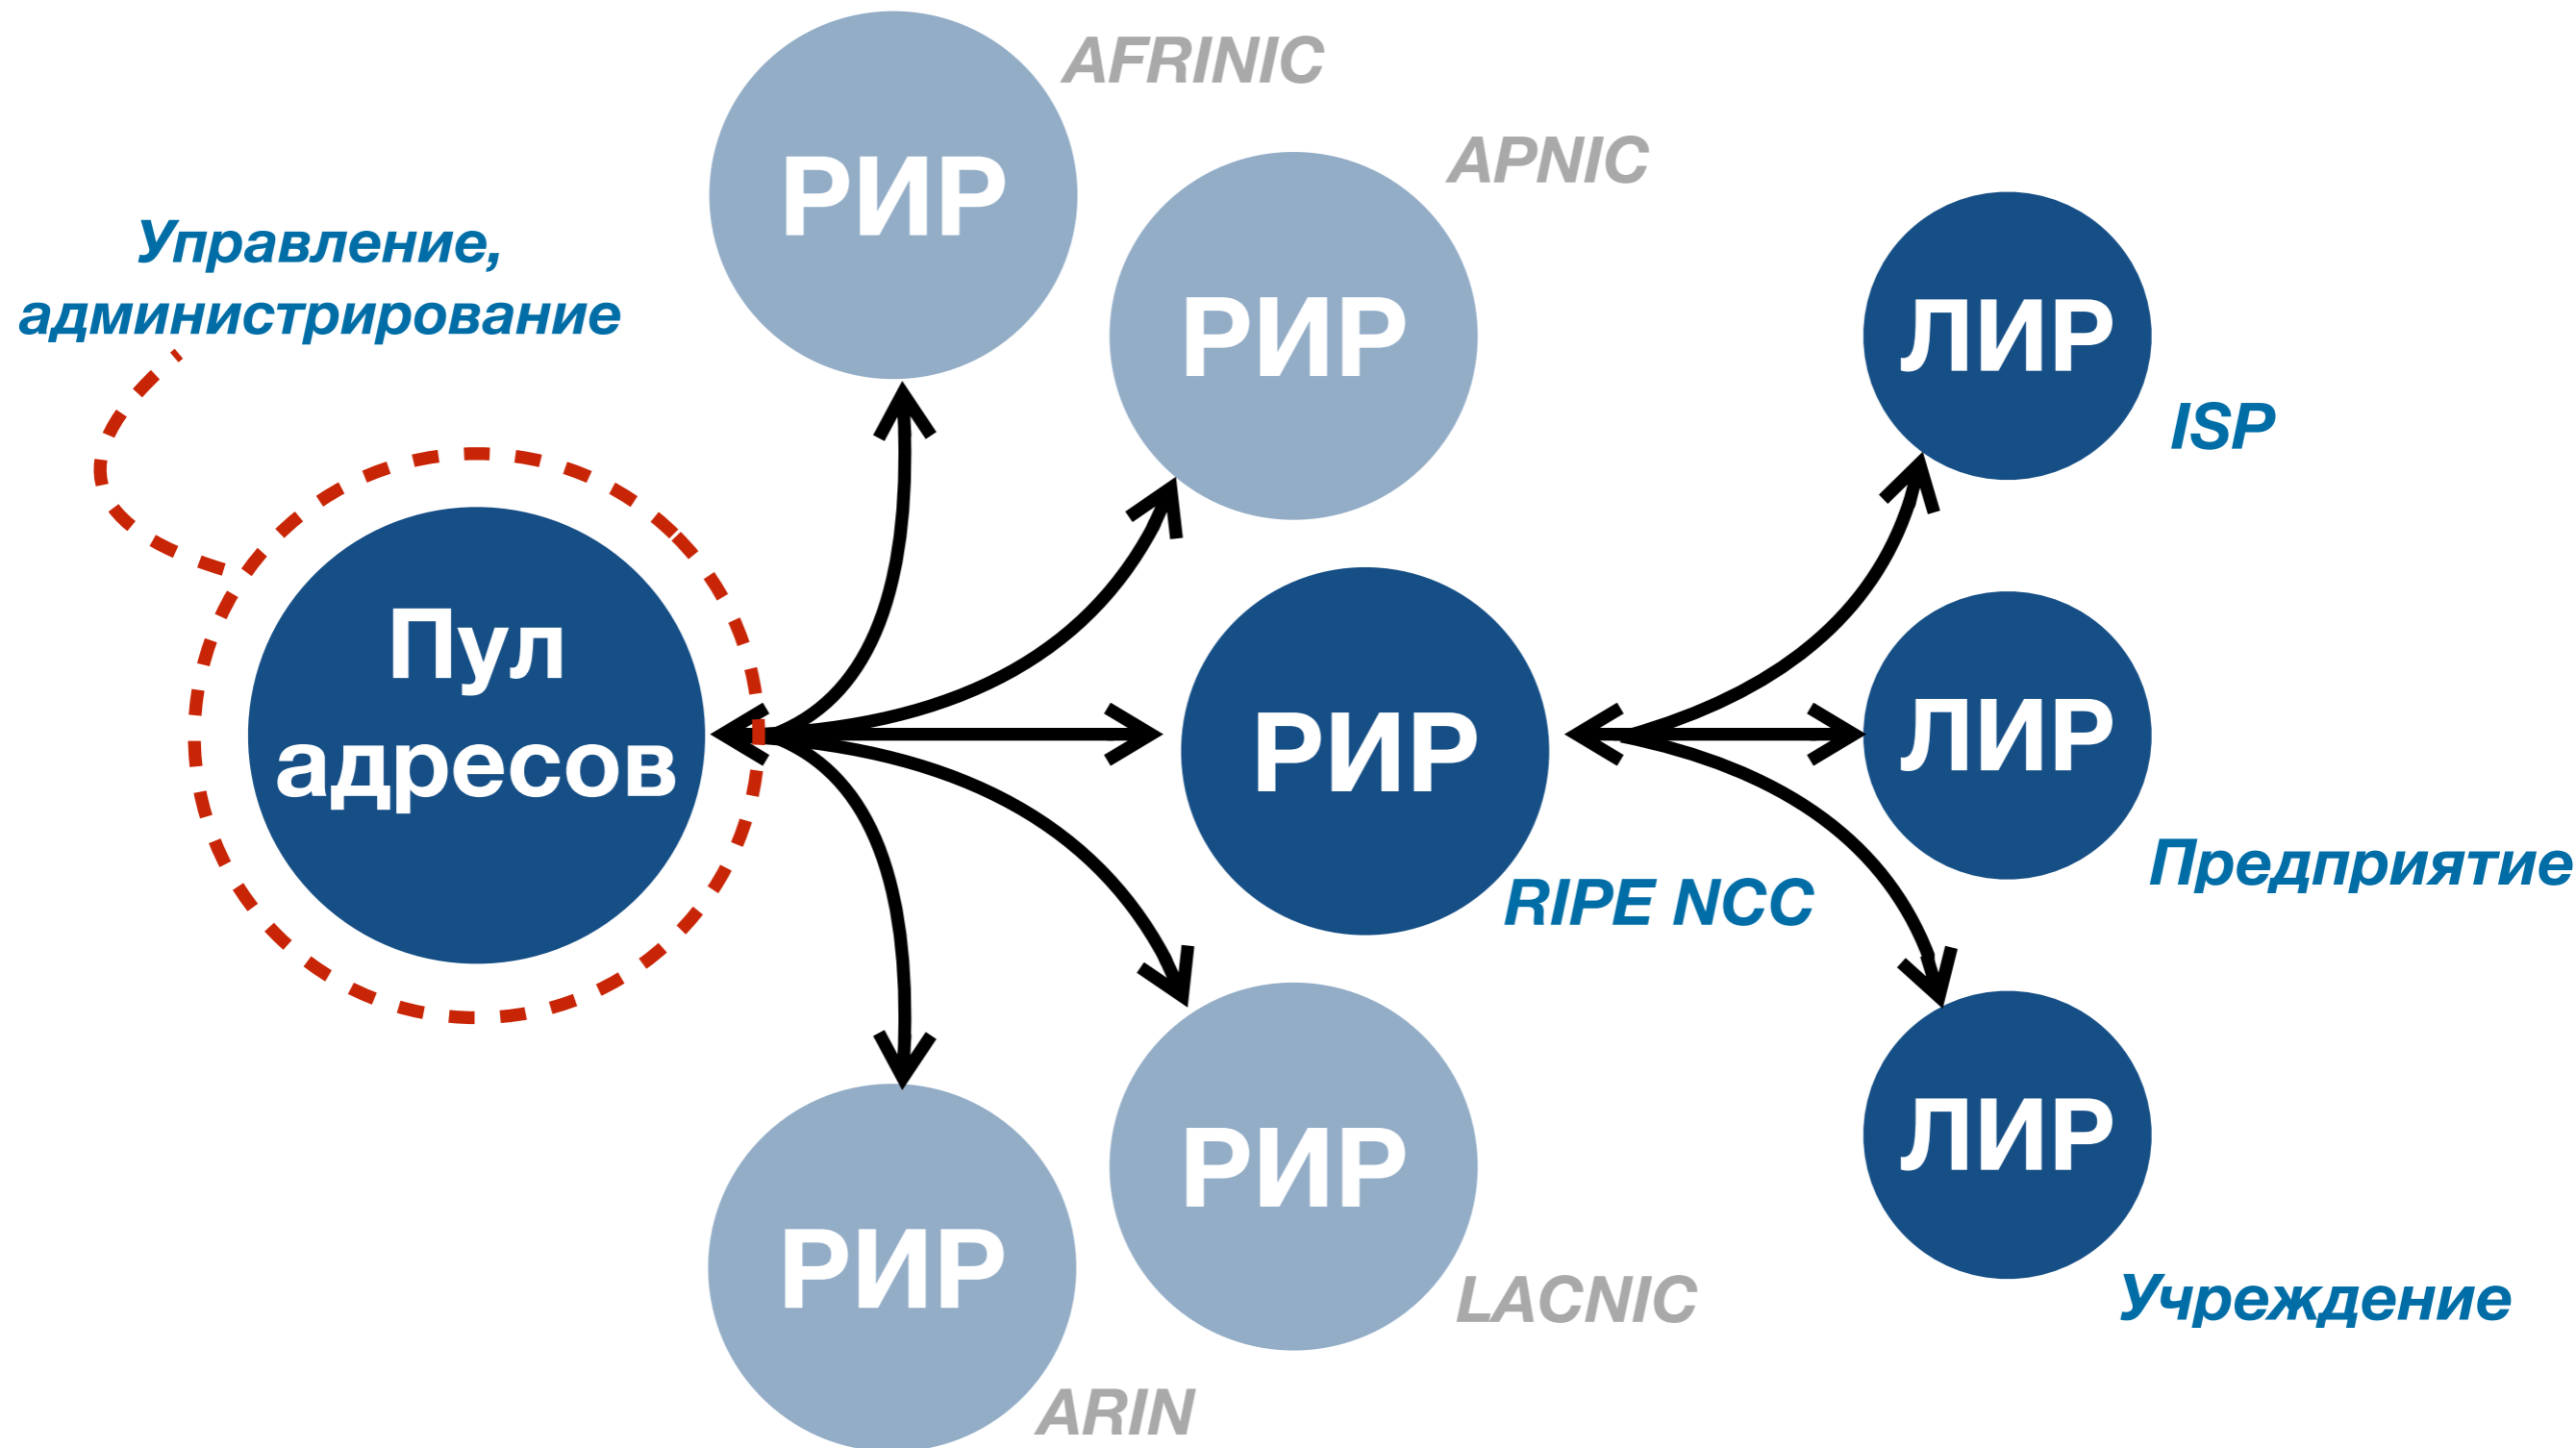 AFRINIC
РИР
APNIC
РИР
Управление,
администрирование
ЛИР
ISP
Пул
адресов
РИР
RIPE NCC
ЛИР
Предприятие
РИР
LACNIC
ЛИР
Учреждение
РИР
ARIN